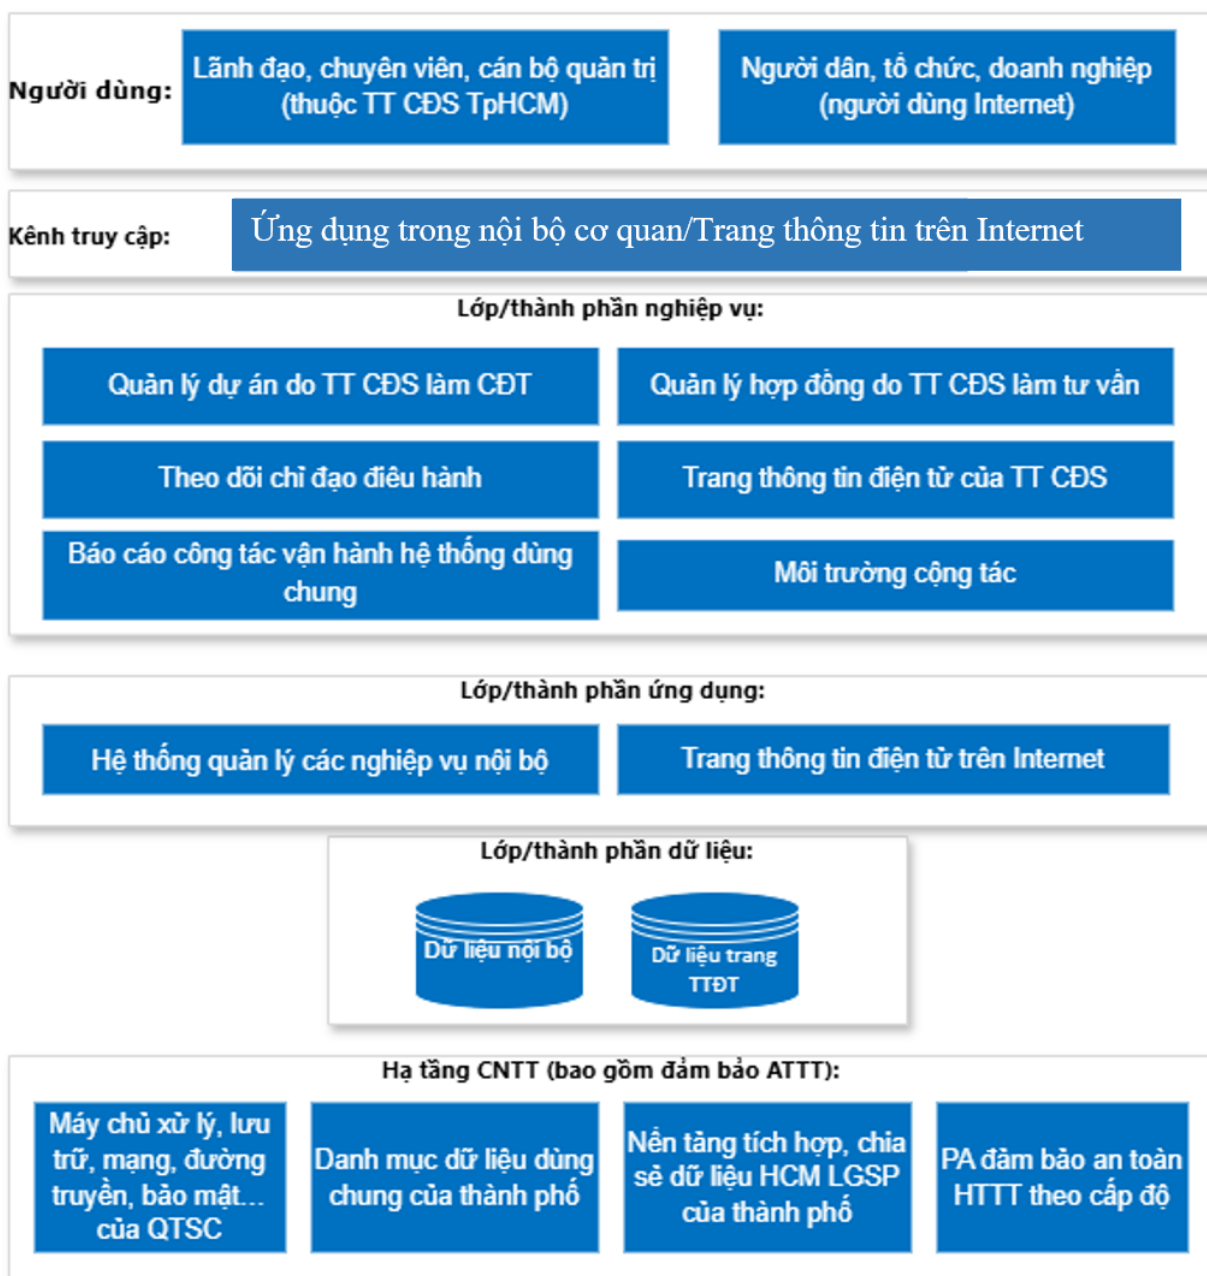 Người dùng:
Lãnh đạo, chuyên viên, cán bộ quản trị
(thuộc TT CĐS TpHCM)
Người dân, tổ chức, doanh nghiệp
(người dùng Internet)
Kênh truy cập:
Ứng dụng trong nội bộ cơ quan/Trang thông tin trên Internet
Lớp/thành phần nghiệp vụ:
Quản lý dự án do TT CĐS làm CĐT
Quản lý hợp đồng do TT CĐS làm tư vấn
Theo dõi chỉ đạo điều hành
Trang thông tin điện tử của TT CĐS
Báo cáo công tác vận hành hệ thống dùng
chung
Môi trường cộng tác
Lớp/thành phần ứng dụng:
Hệ thống quản lý các nghiệp vụ nội bộ
Trang thông tin điện tử trên Internet
Lớp/thành phần dữ liệu:
Dữ liệu nội bộ
Dữ liệu trang
TTĐT
Hạ tầng CNTT (bao gồm đảm bảo ATTT):
Máy chủ xử lý, lưu
trữ, mạng, đường
truyền, bảo mật...
của QTSC
Danh mục dữ liệu dùng
chung của thành phố
Nền tảng tích hợp, chia
sẻ dữ liệu HCM LGSP
của thành phố
PA đảm bảo an toàn
HTTT theo cấp độ